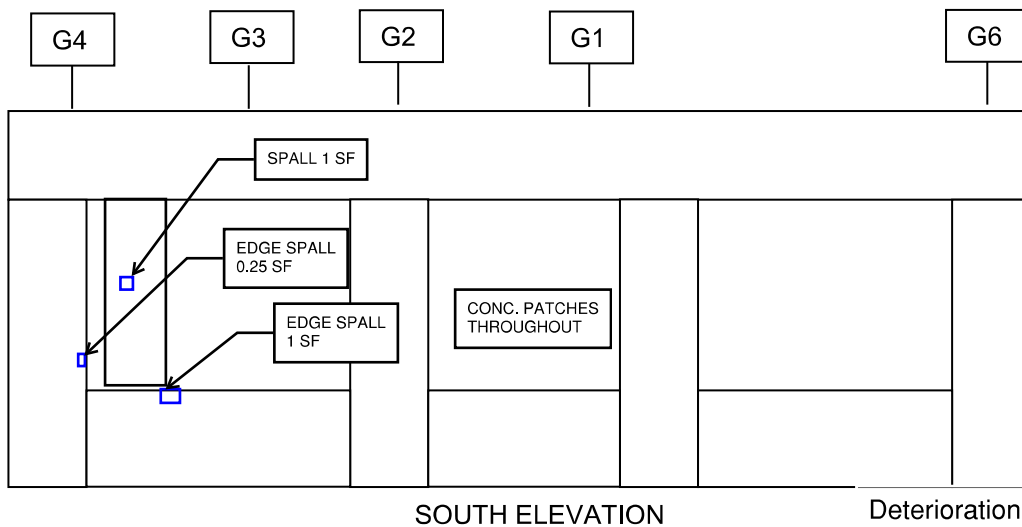 G4
G3
G2
G1
G6
SPALL 1 SF
EDGE SPALL
0.25 SF
EDGE SPALL
1 SF
CONC. PATCHES
THROUGHOUT
SOUTH ELEVATION
Deterioration